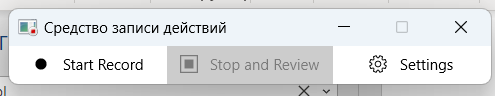 Средство записи действий
Start Record Stop and Review Settings